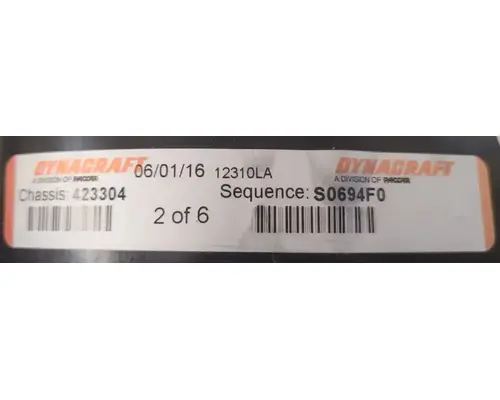 DYNACRAFT 06/01/16 12310LA DYNACRAFT
A DIVISION OF PACCAR A DIVISION OF PACCAR
Chassis: 423304 Sequence: S0694F0
2 of 6